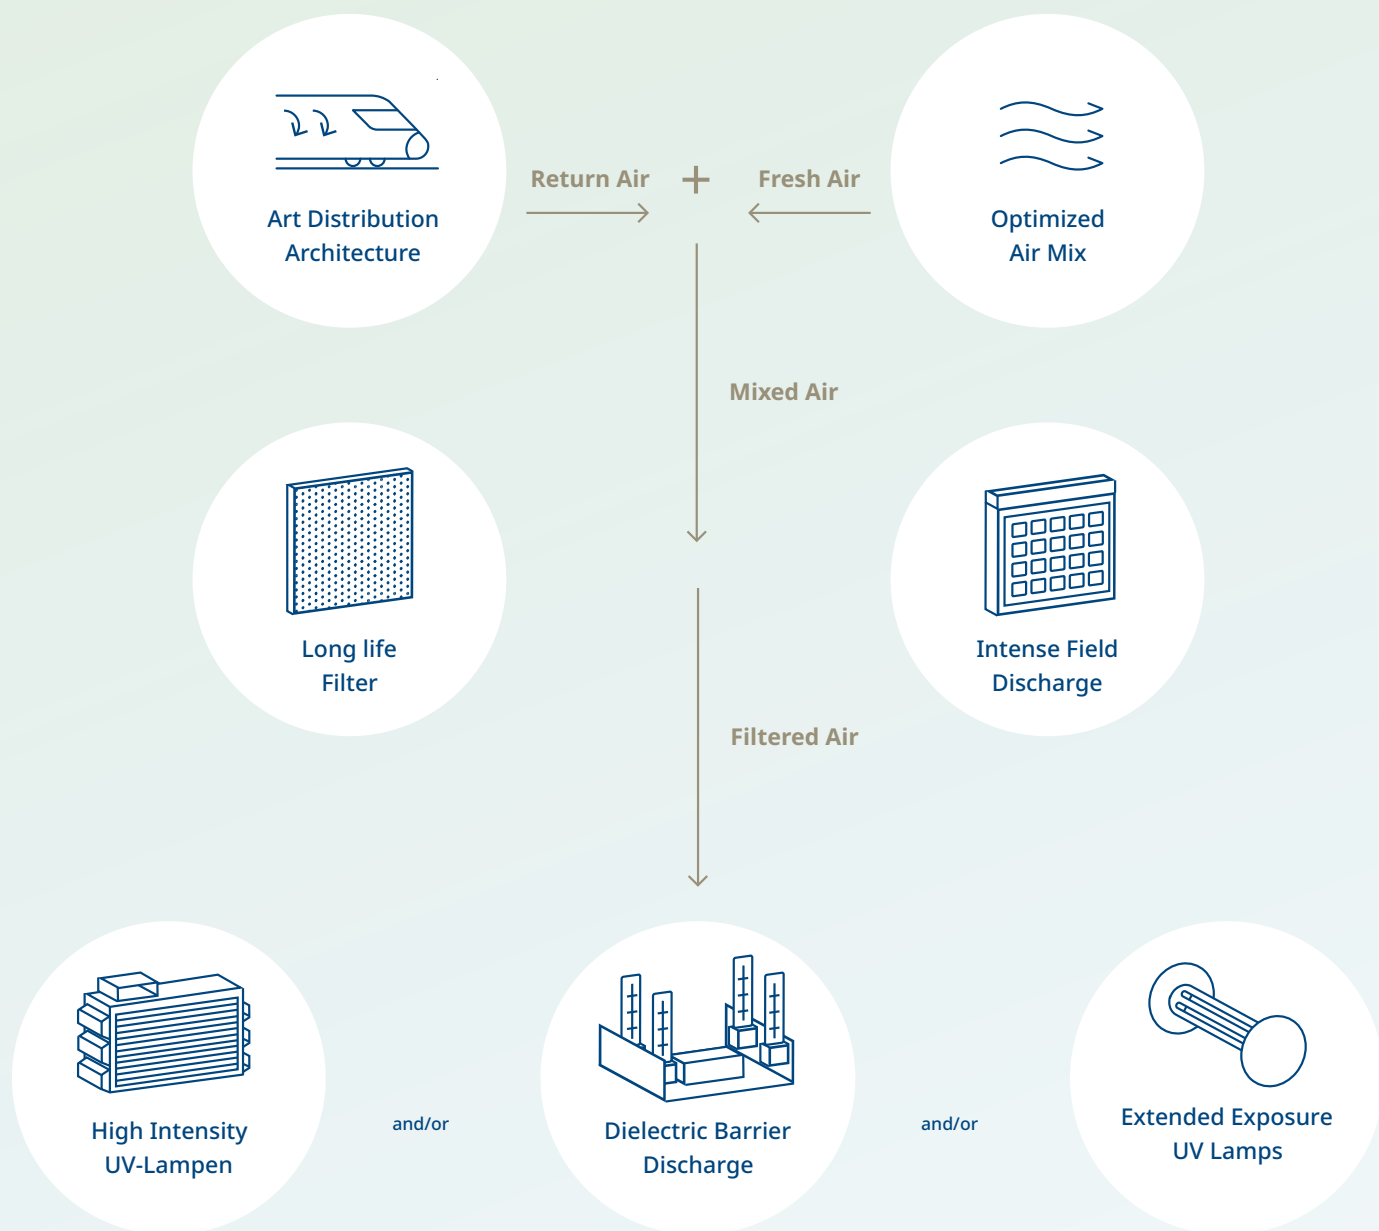 Art Distribution
Architecture
Return Air
+
Fresh Air
Optimized
Air Mix
Mixed Air
Long life
Filter
Intense Field
Discharge
Filtered Air
High Intensity
UV-Lampen
and/or
Dielectric Barrier
Discharge
and/or
Extended Exposure
UV Lamps